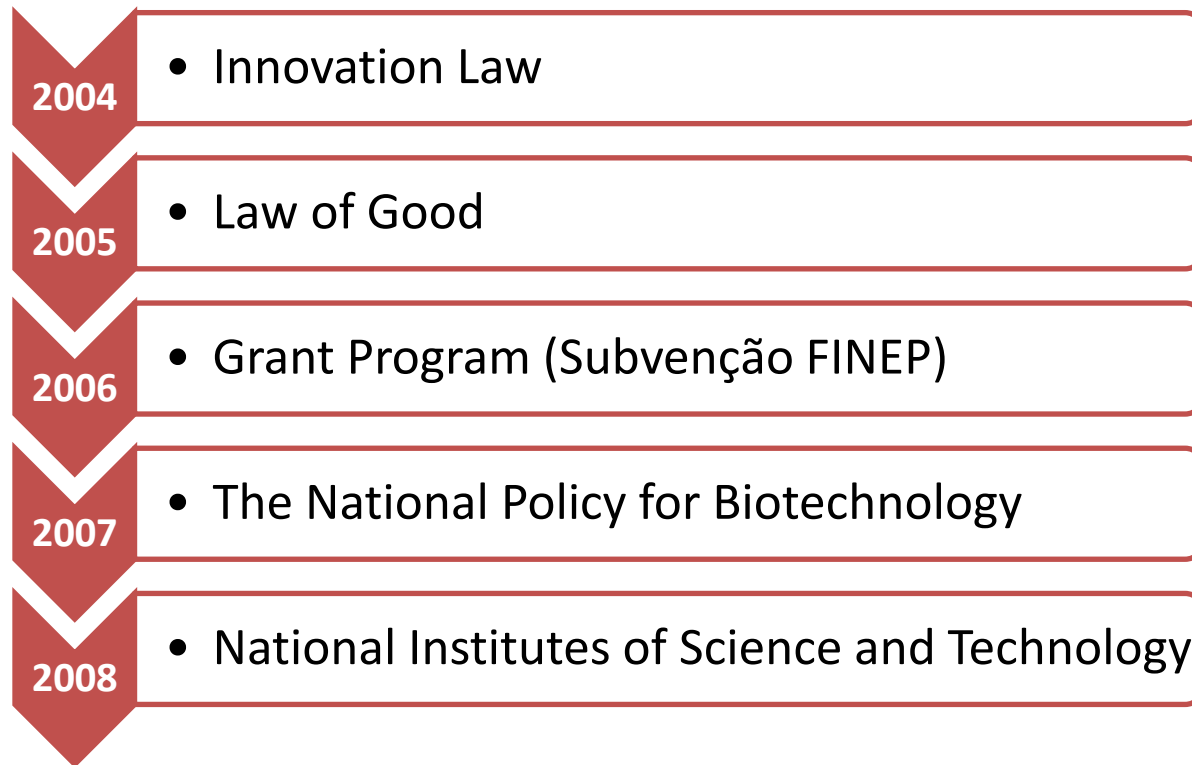 2004
• Innovation Law
2005
• Law of Good
2006
• Grant Program (Subvenção FINEP)
2007
• The National Policy for Biotechnology
2008
• National Institutes of Science and Technology